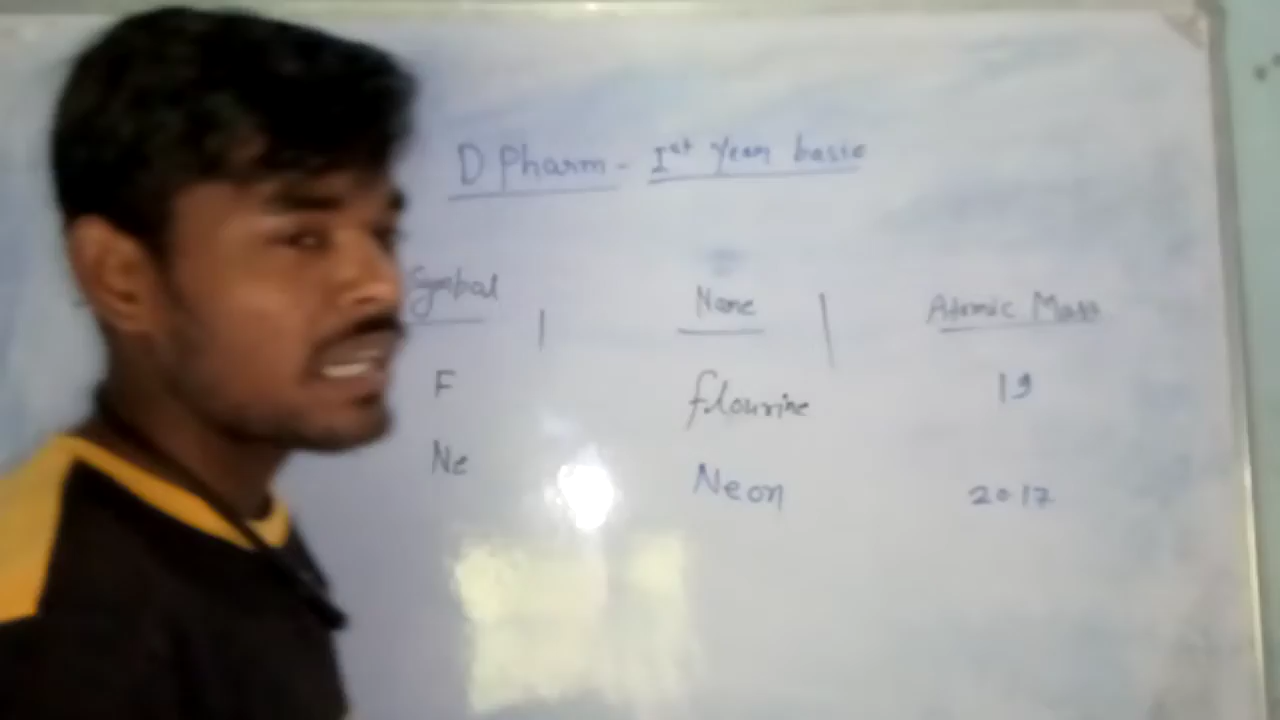 D Pharm - Ist Year basic
Symbol | Name | Atomic Mass
F flourine 19
Ne Neon 20.17